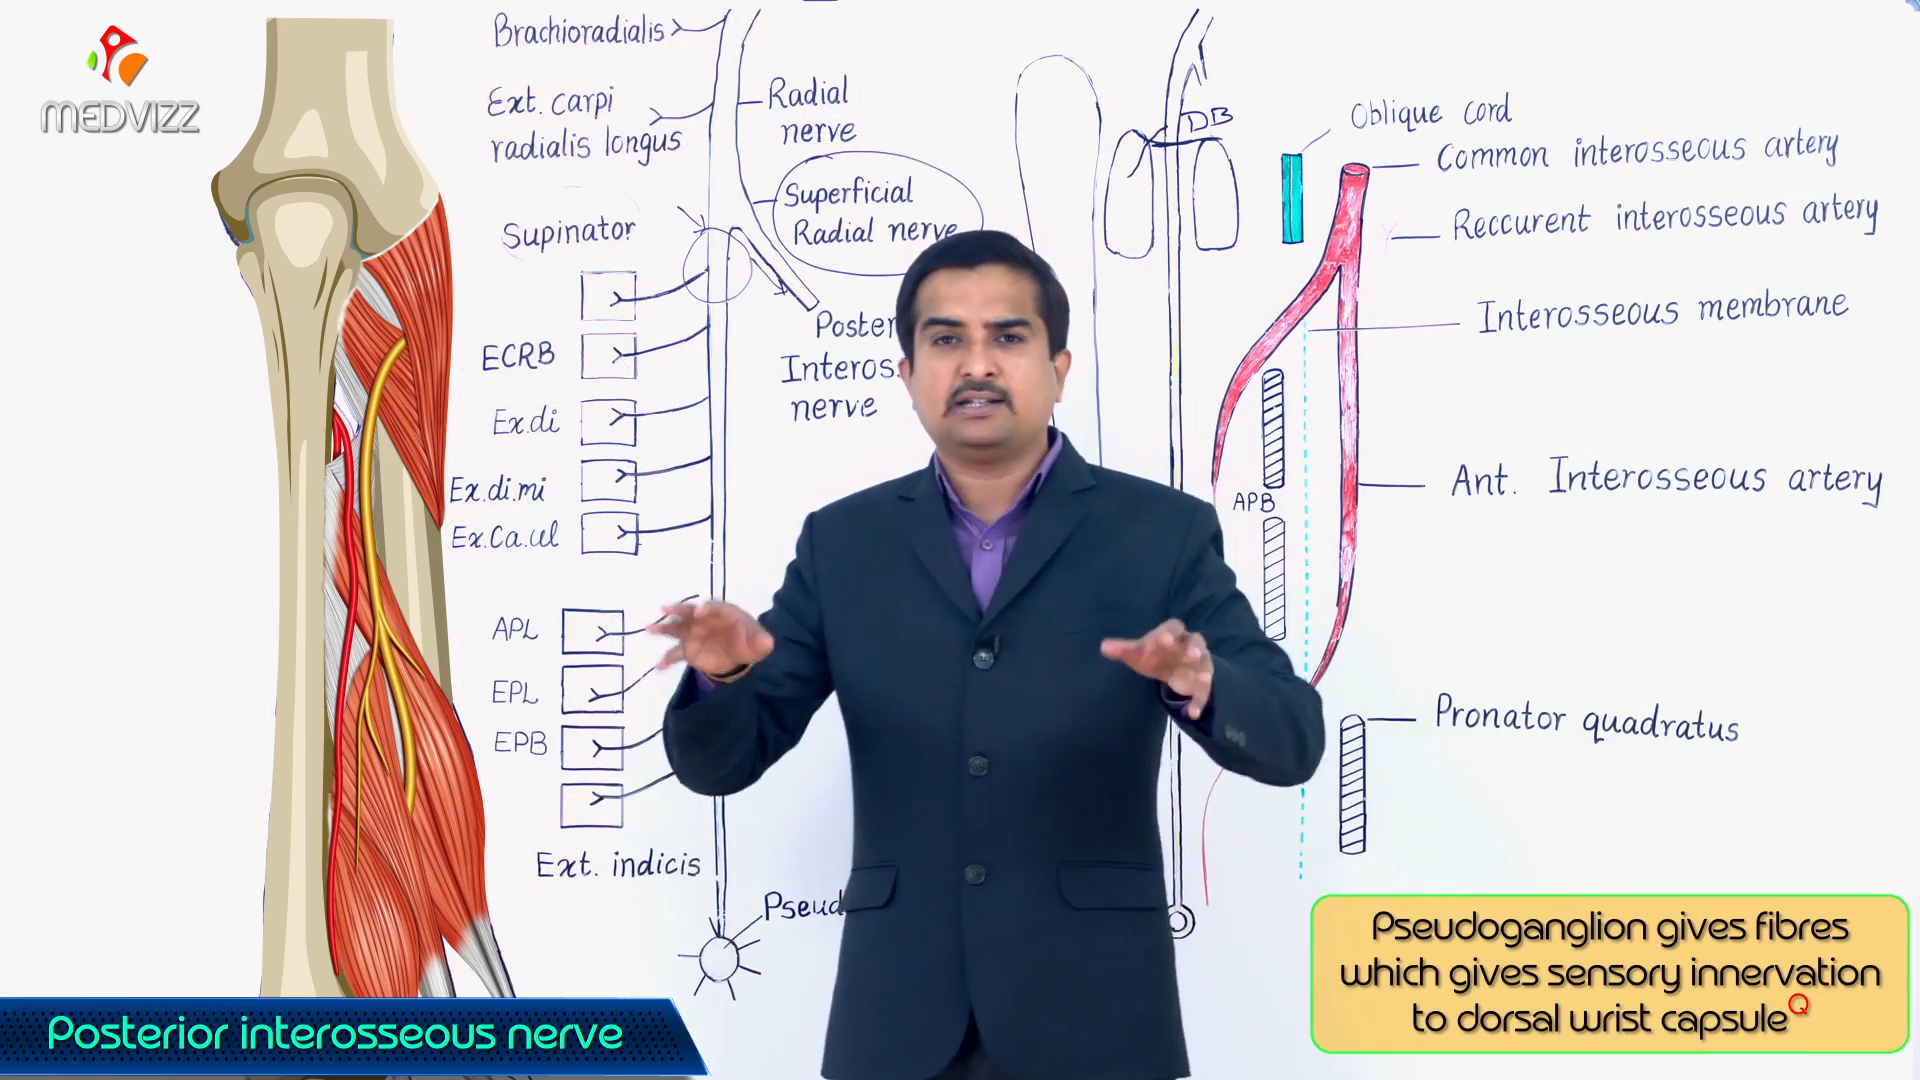 MEDVIZZ
Brachioradialis
Ext. carpi
radialis longus
Radial
nerve
Superficial
Radial nerve
Supinator
ECRB
Ex.di
Ex.di.mi
Ex.Ca.ul
APL
EPL
EPB
Ext. indicis
Poster
Interos.
nerve
Pseud
DB
Oblique cord
Common interosseous artery
Reccurent interosseous artery
Interosseous membrane
APB
Ant. Interosseous artery
Pronator quadratus
Pseudoganglion gives fibres
which gives sensory innervation
to dorsal wrist capsule Q
Posterior interosseous nerve